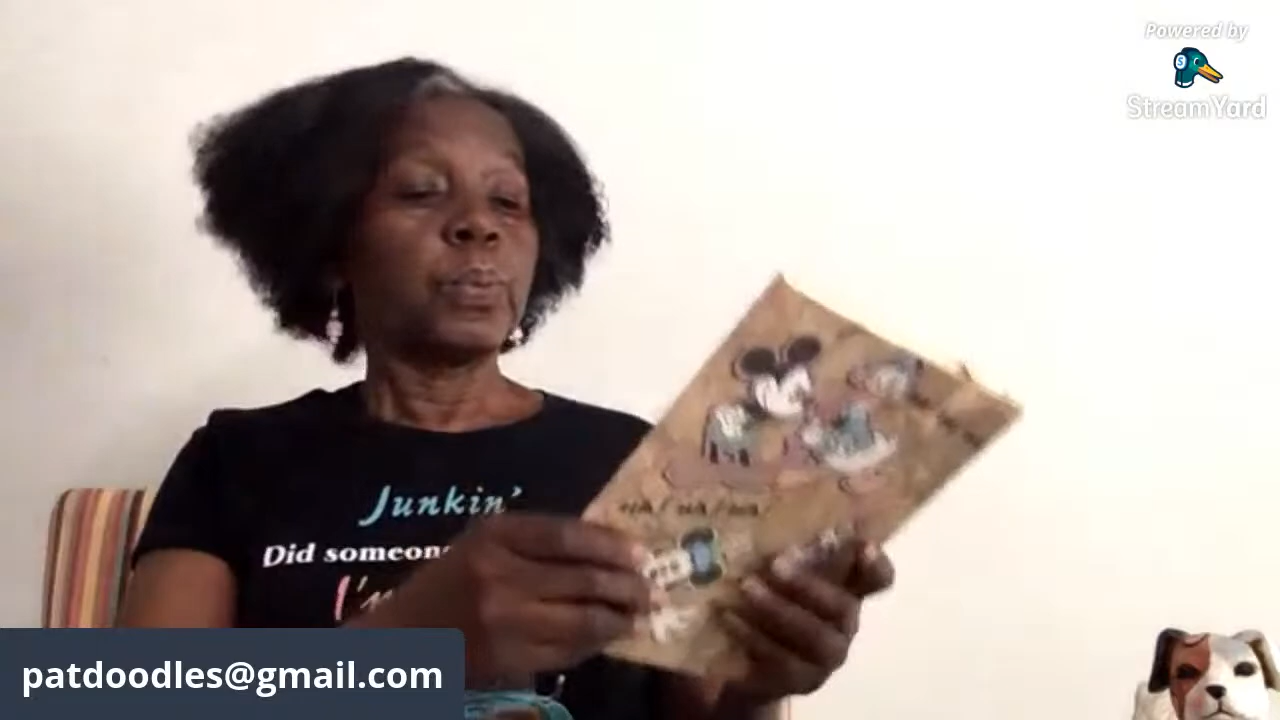 Powered by
StreamYard
Junkin'
Did someone
I'm
patdoodles@gmail.com